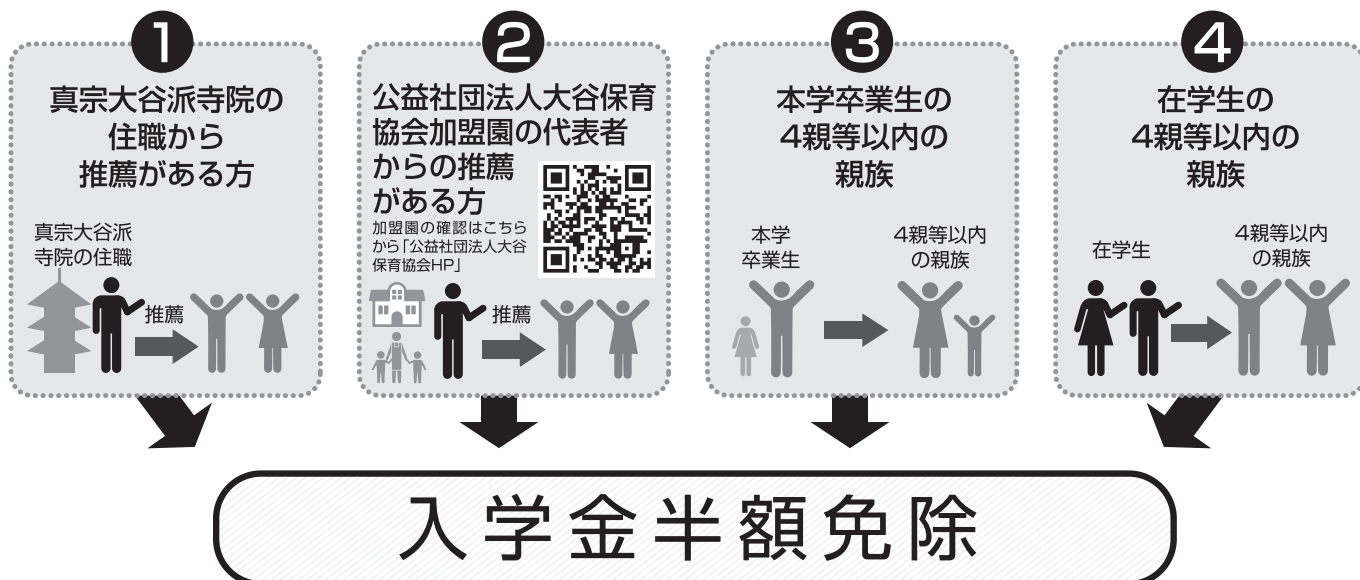 1
真宗大谷派寺院の
住職から
推薦がある方
真宗大谷派
寺院の住職
推薦
2
公益社団法人大谷保育
協会加盟園の代表者
からの推薦
がある方
加盟園の確認はこちら
から「公益社団法人大谷
保育協会HP」
推薦
3
本学卒業生の
4親等以内の
親族
本学
卒業生
4親等以内
の親族
4
在学生の
4親等以内の
親族
在学生
4親等以内
の親族
入学金半額免除